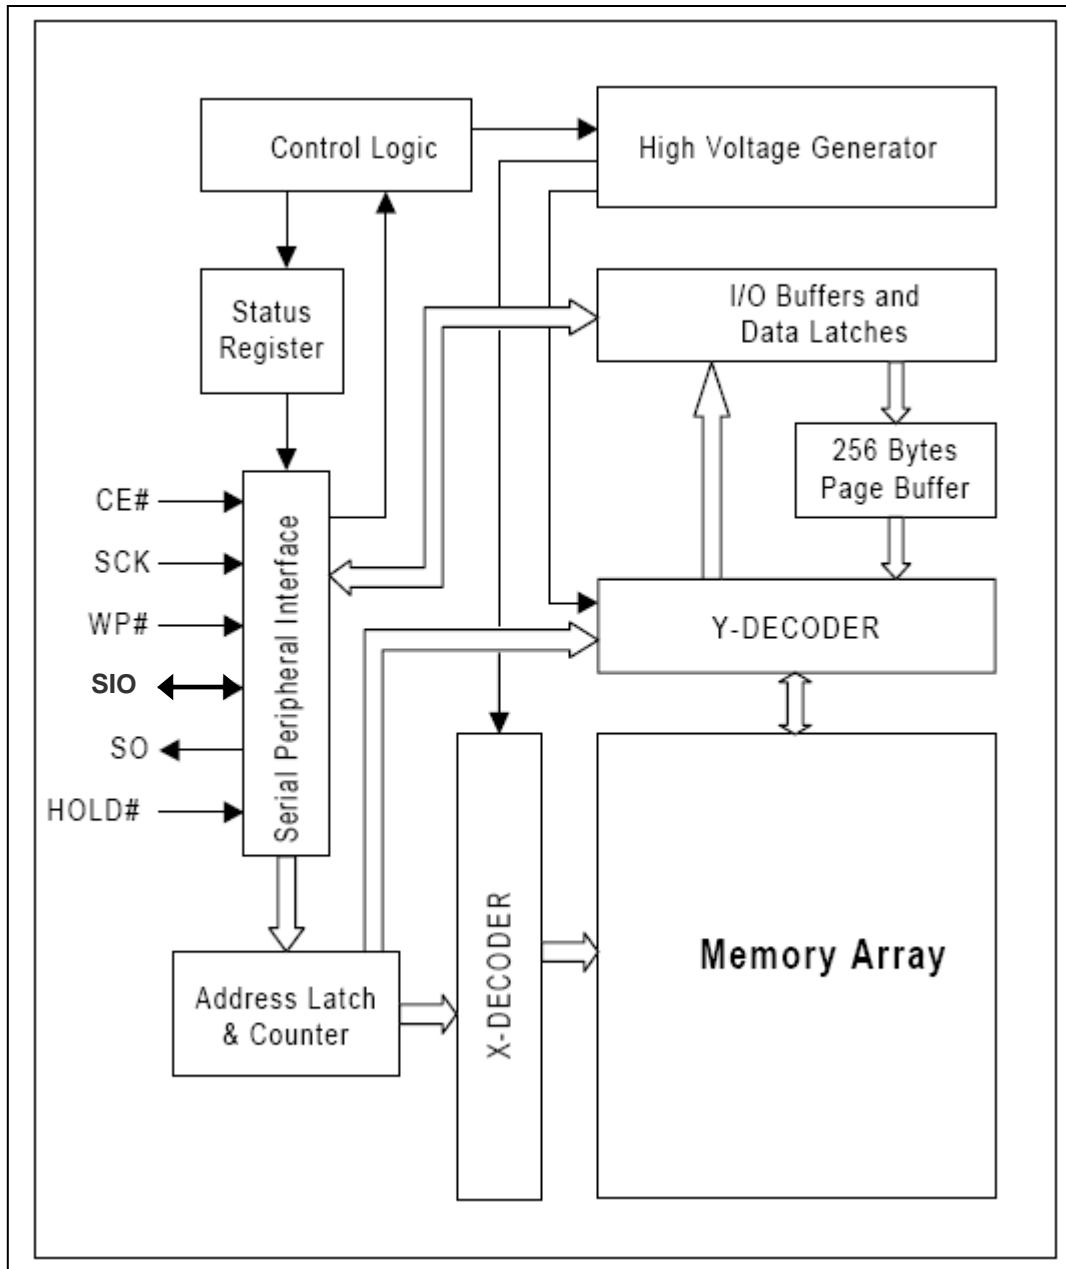 Control Logic
High Voltage Generator
Status
Register
I/O Buffers and
Data Latches
256 Bytes
Page Buffer
CE#
SCK
WP#
SIO
SO
HOLD#
Serial Peripheral Interface
Y-DECODER
X-DECODER
Memory Array
Address Latch
& Counter